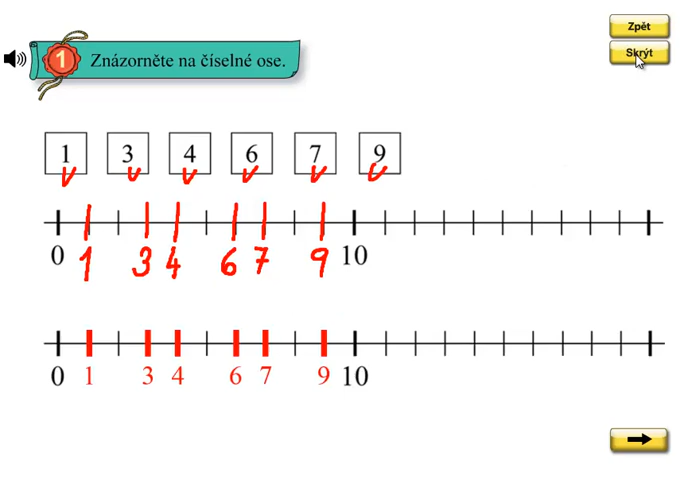 Zpět
1 Znázorněte na číselné ose.
Skrýt
1 3 4 6 7 9
0 1 3 4 6 7 9 10
0 1 3 4 6 7 9 10